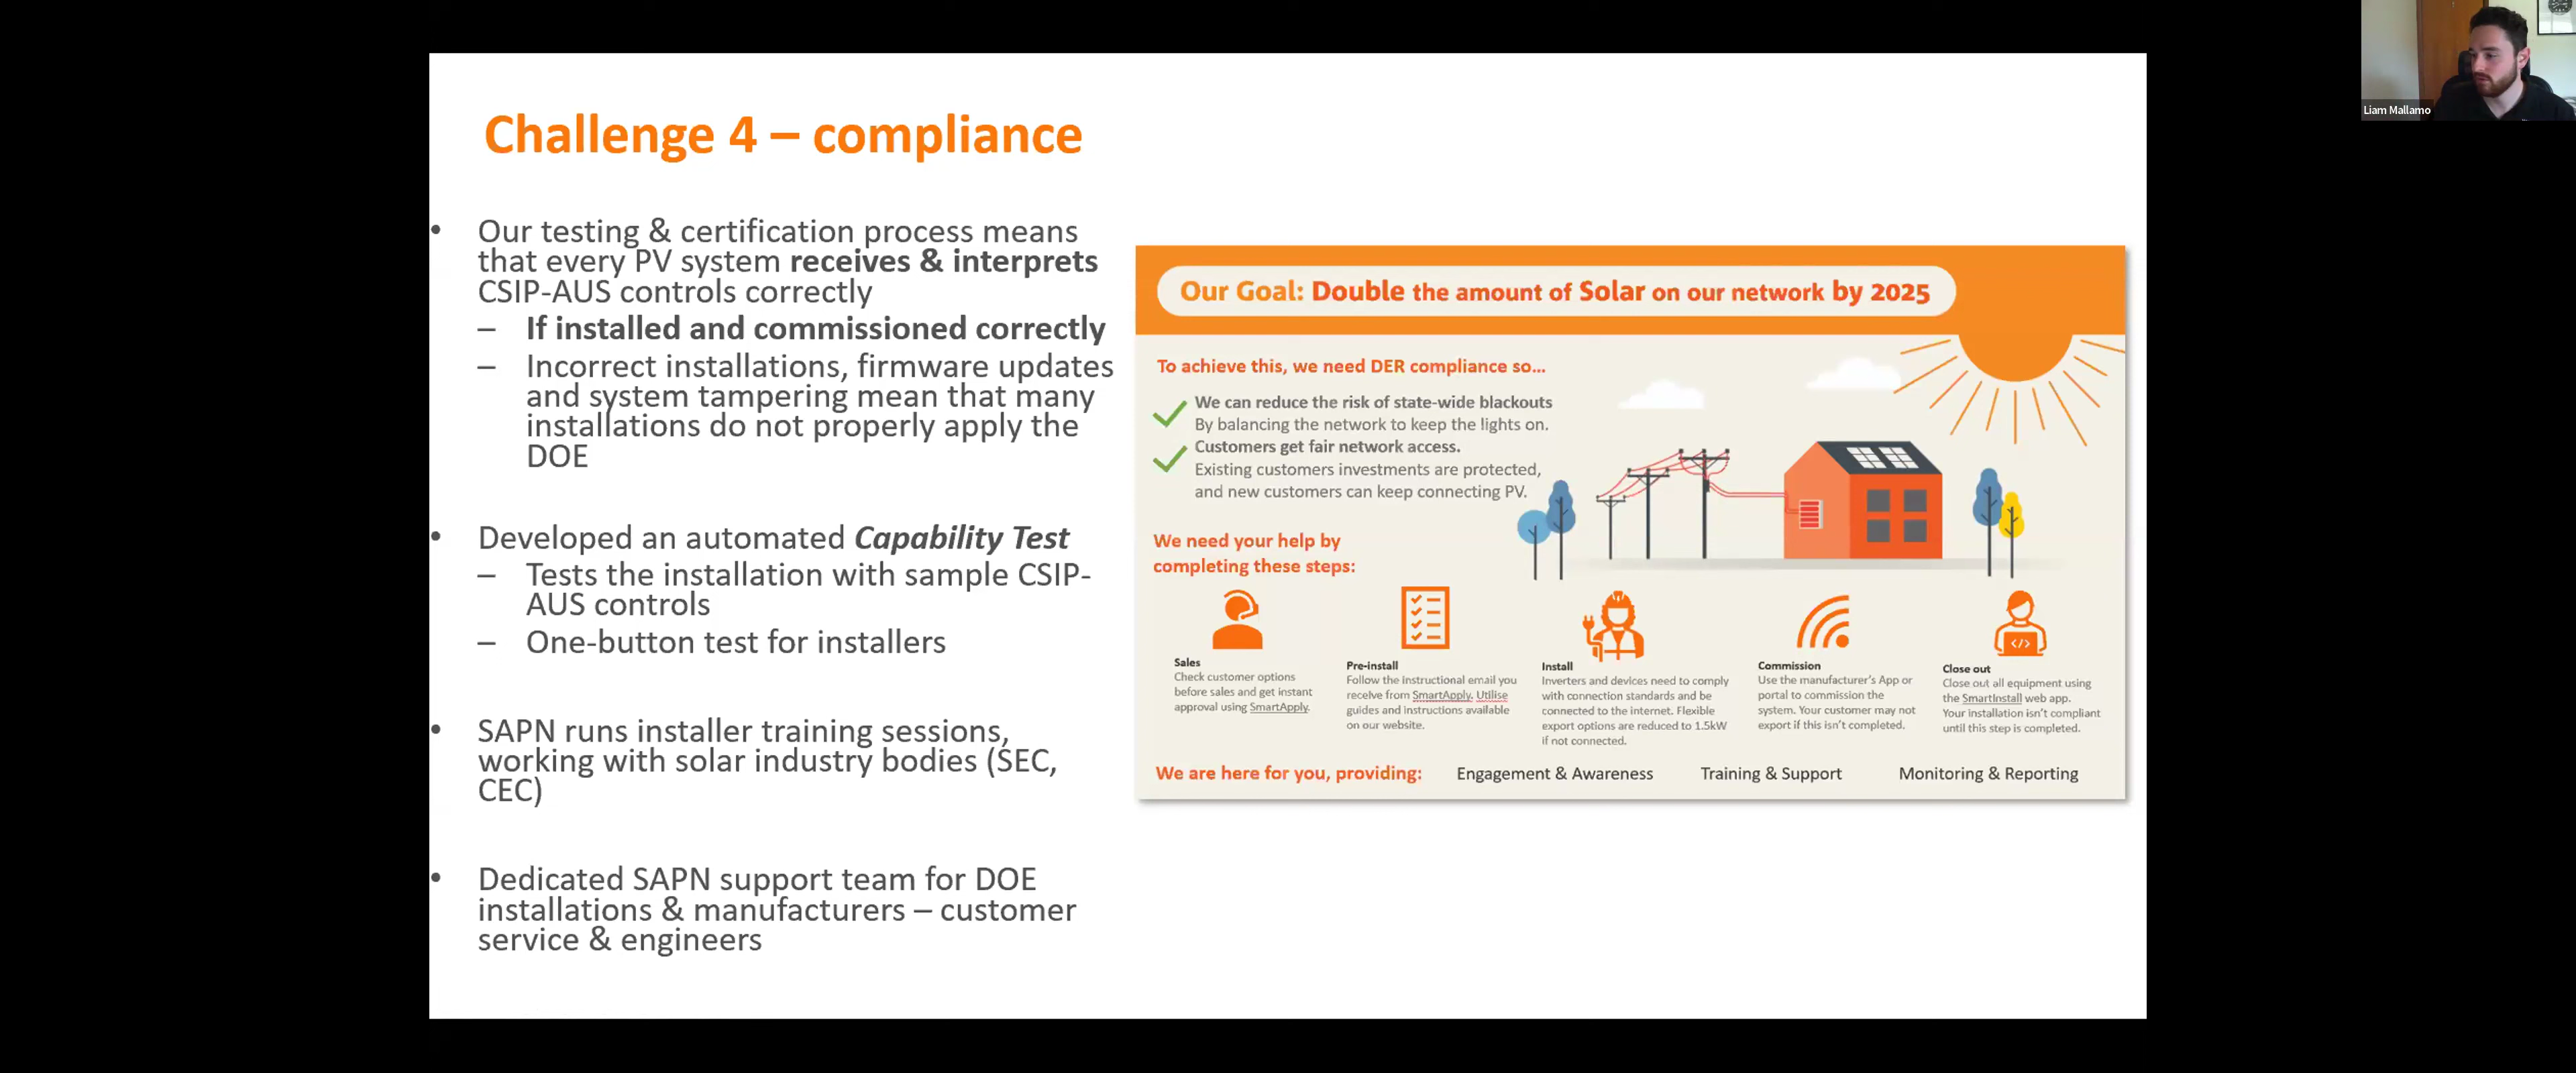 Challenge 4 – compliance
• Our testing & certification process means
that every PV system receives & interprets
CSIP-AUS controls correctly
– If installed and commissioned correctly
– Incorrect installations, firmware updates
and system tampering mean that many
installations do not properly apply the
DOE
• Developed an automated Capability Test
– Tests the installation with sample CSIP-
AUS controls
– One-button test for installers
• SAPN runs installer training sessions,
working with solar industry bodies (SEC,
CEC)
• Dedicated SAPN support team for DOE
installations & manufacturers – customer
service & engineers
Our Goal: Double the amount of Solar on our network by 2025
To achieve this, we need DER compliance so...
We can reduce the risk of state-wide blackouts
By balancing the network to keep the lights on.
Customers get fair network access.
Existing customers investments are protected,
and new customers can keep connecting PV.
We need your help by
completing these steps:
Sales
Check customer options
before sales and get instant
approval using SmartApply.
Pre-install
Follow the instructional email you
receive from SmartApply. Utilise
guides and instructions available
on our website.
Install
Inverters and devices need to comply
with connection standards and be
connected to the internet. Flexible
export options are reduced to 1.5kW
if not connected.
Commission
Use the manufacturer's App or
portal to commission the
system. Your customer may not
export if this isn't completed.
</>
Close out
Close out all equipment using
the SmartInstall web app.
Your installation isn't compliant
until this step is completed.
We are here for you, providing: Engagement & Awareness Training & Support Monitoring & Reporting
Liam Mallamo